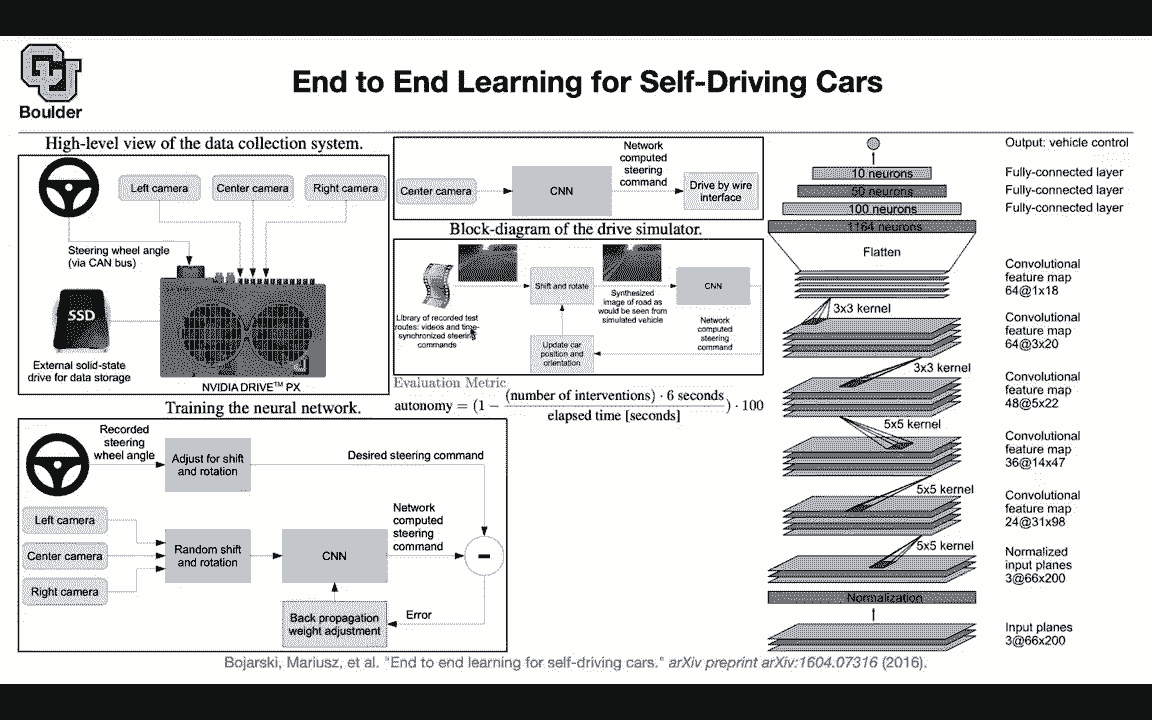 Boulder
End to End Learning for Self-Driving Cars
High-level view of the data collection system.
Left camera
Center camera
Right camera
Steering wheel angle
(via CAN bus)
SSD
External solid-state
drive for data storage
NVIDIA DRIVE™ PX
Training the neural network.
Recorded
steering
wheel angle
Adjust for shift
and rotation
Desired steering command
Left camera
Center camera
Right camera
Random shift
and rotation
CNN
Network
computed
steering
command
-
Back propagation
weight adjustment
Error
Center camera
CNN
Network
computed
steering
command
Drive by wire
interface
Block-diagram of the drive simulator.
Library of recorded test
routes: videos and time-
synchronized steering
commands
Shift and rotate
Synthesized
image of road as
would be seen from
simulated vehicle
CNN
Network
computed
steering
command
Update car
position and
orientation
Evaluation Metric
autonomy = (1 − (number of interventions) · 6 seconds / elapsed time [seconds]) · 100
Output: vehicle control
10 neurons
Fully-connected layer
50 neurons
Fully-connected layer
100 neurons
Fully-connected layer
1164 neurons
Flatten
Convolutional
feature map
64@1x18
3x3 kernel
Convolutional
feature map
64@3x20
3x3 kernel
Convolutional
feature map
48@5x22
5x5 kernel
Convolutional
feature map
36@14x47
5x5 kernel
Convolutional
feature map
24@31x98
5x5 kernel
Normalized
input planes
3@66x200
Normalization
Input planes
3@66x200
Bojarski, Mariusz, et al. "End to end learning for self-driving cars." arXiv preprint arXiv:1604.07316 (2016).